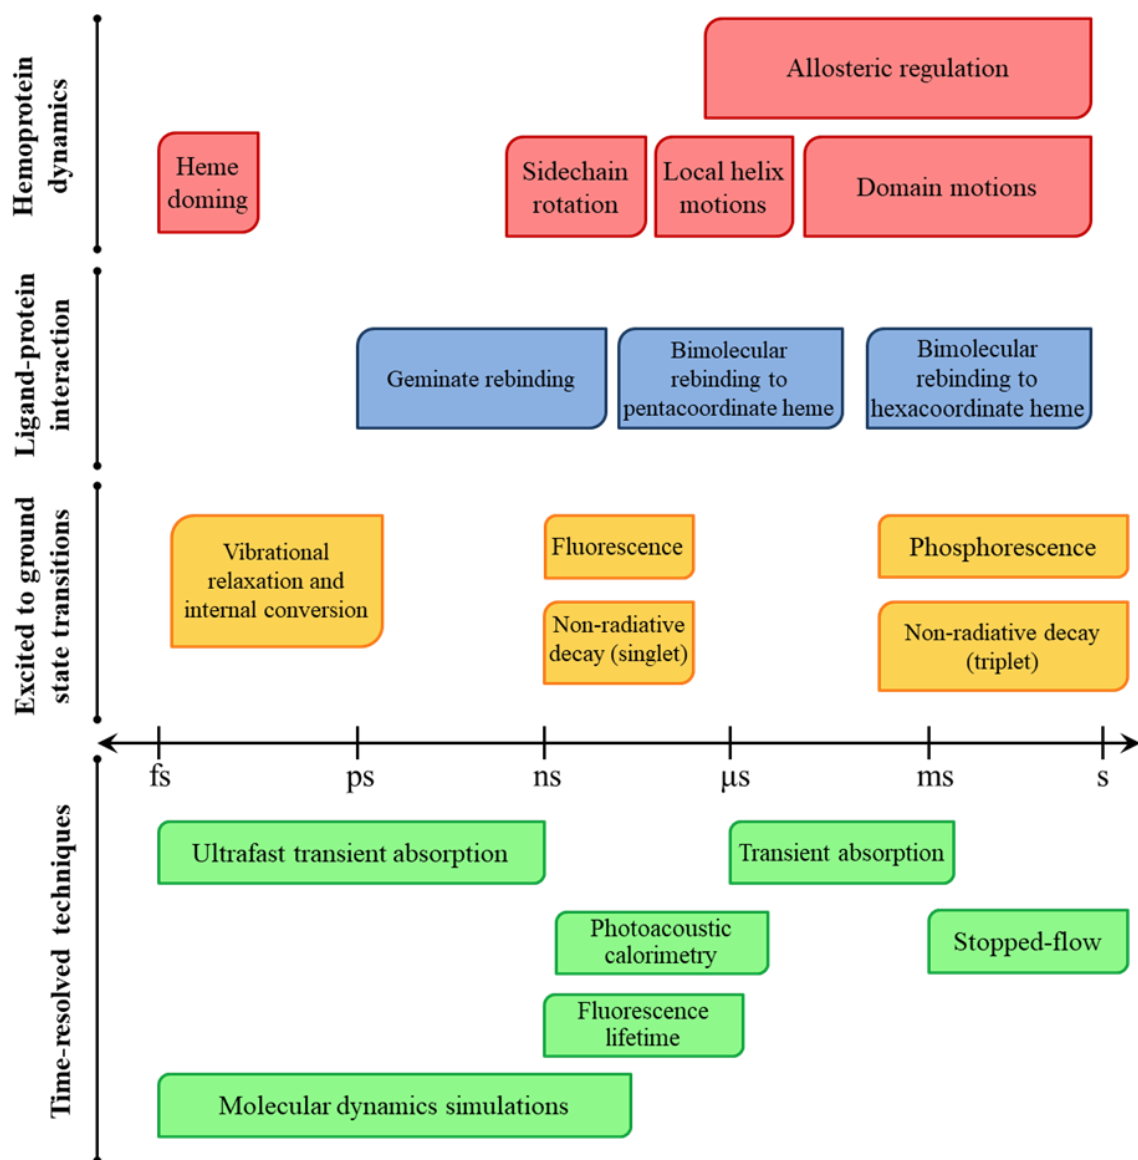 Hemoprotein
dynamics
Allosteric regulation
Heme
doming
Sidechain
rotation
Local helix
motions
Domain motions
Ligand-protein
interaction
Geminate rebinding
Bimolecular
rebinding to
pentacoordinate heme
Bimolecular
rebinding to
hexacoordinate heme
Excited to ground
state transitions
Vibrational
relaxation and
internal conversion
Fluorescence
Phosphorescence
Non-radiative
decay (singlet)
Non-radiative decay
(triplet)
fs ps ns µs ms s
Time-resolved techniques
Ultrafast transient absorption
Transient absorption
Photoacoustic
calorimetry
Stopped-flow
Fluorescence
lifetime
Molecular dynamics simulations